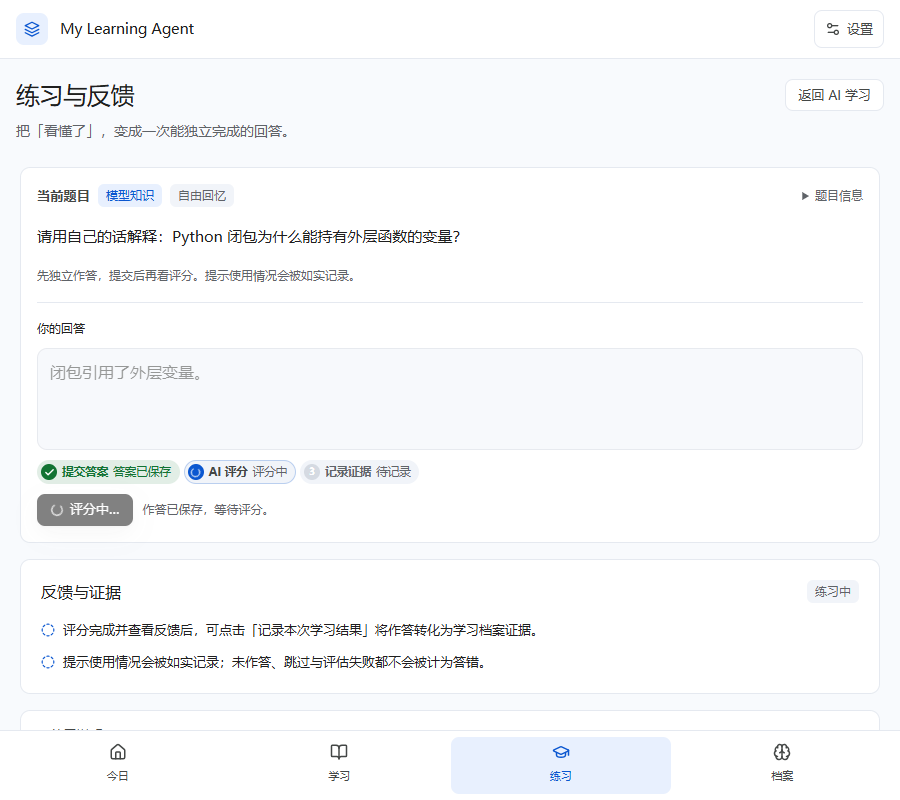 My Learning Agent
设置
练习与反馈
返回 AI 学习
把「看懂了」，变成一次能独立完成的回答。
当前题目 模型知识 自由回忆
题目信息
请用自己的话解释：Python 闭包为什么能持有外层函数的变量？
先独立作答，提交后再看评分。提示使用情况会被如实记录。
你的回答
闭包引用了外层变量。
提交答案 答案已保存 AI 评分 评分中 3 记录证据 待记录
评分中... 作答已保存，等待评分。
反馈与证据
练习中
评分完成并查看反馈后，可点击「记录本次学习结果」将作答转化为学习档案证据。
提示使用情况会被如实记录；未作答、跳过与评估失败都不会被计为答错。
今日 学习 练习 档案